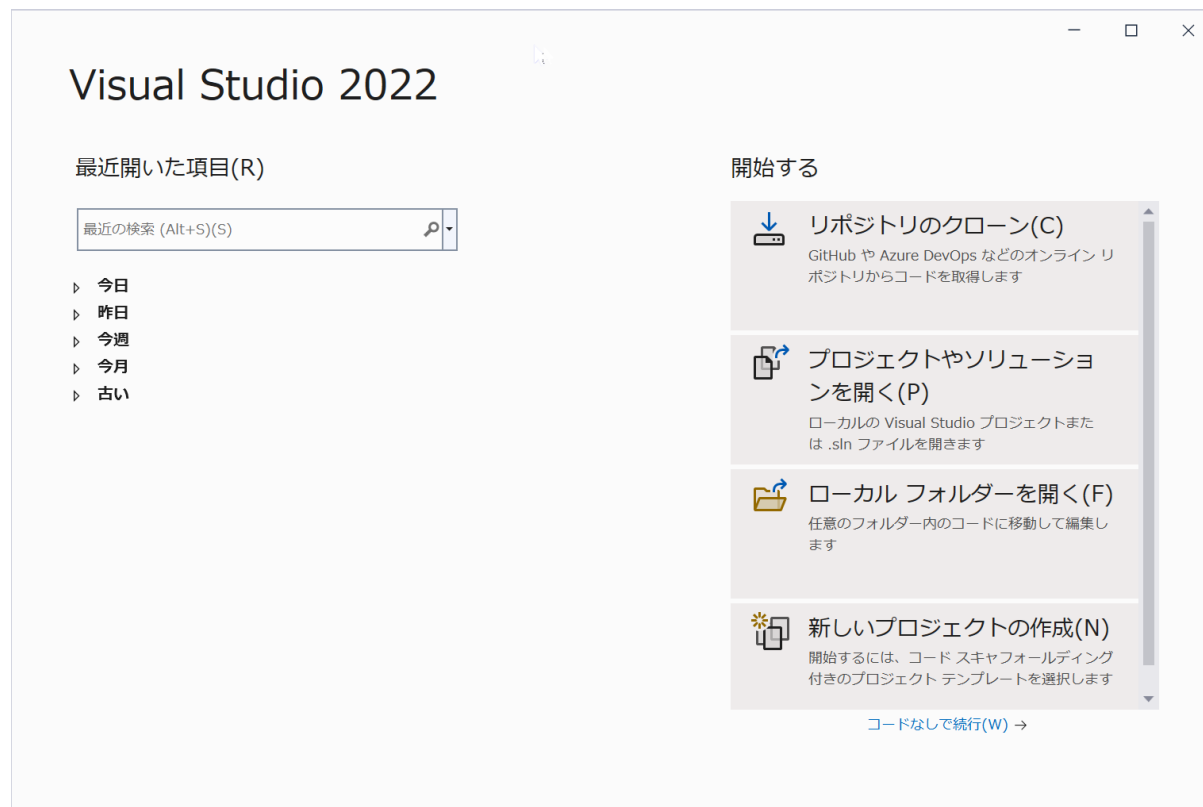 Visual Studio 2022
最近開いた項目(R)
最近の検索 (Alt+S)(S)
今日
昨日
今週
今月
古い
開始する
リポジトリのクローン(C)
GitHub や Azure DevOps などのオンライン リ
ポジトリからコードを取得します
プロジェクトやソリューショ
ンを開く(P)
ローカルの Visual Studio プロジェクトまた
は .sln ファイルを開きます
ローカル フォルダーを開く(F)
任意のフォルダー内のコードに移動して編集し
ます
新しいプロジェクトの作成(N)
開始するには、コード スキャフォールディング
付きのプロジェクト テンプレートを選択します
コードなしで続行(W) →